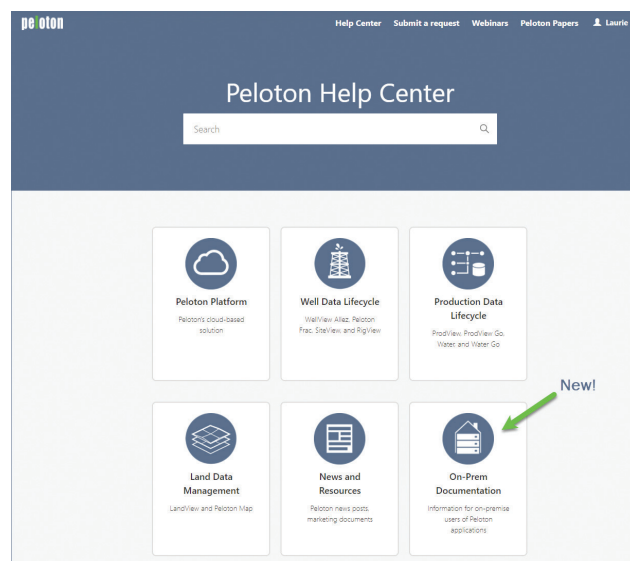 peloton
Help Center Submit a request Webinars Peloton Papers Laurie
Peloton Help Center
Search
Peloton Platform
Peloton's cloud-based
solution
Well Data Lifecycle
WellView Allez, Peloton
Frac, SiteView, and RigView
Production Data
Lifecycle
ProdView, ProdView Go,
Water, and Water Go
New!
Land Data
Management
LandView and Peloton Map
News and
Resources
Peloton news posts,
marketing documents
On-Prem
Documentation
Information for on-premise
users of Peloton
applications